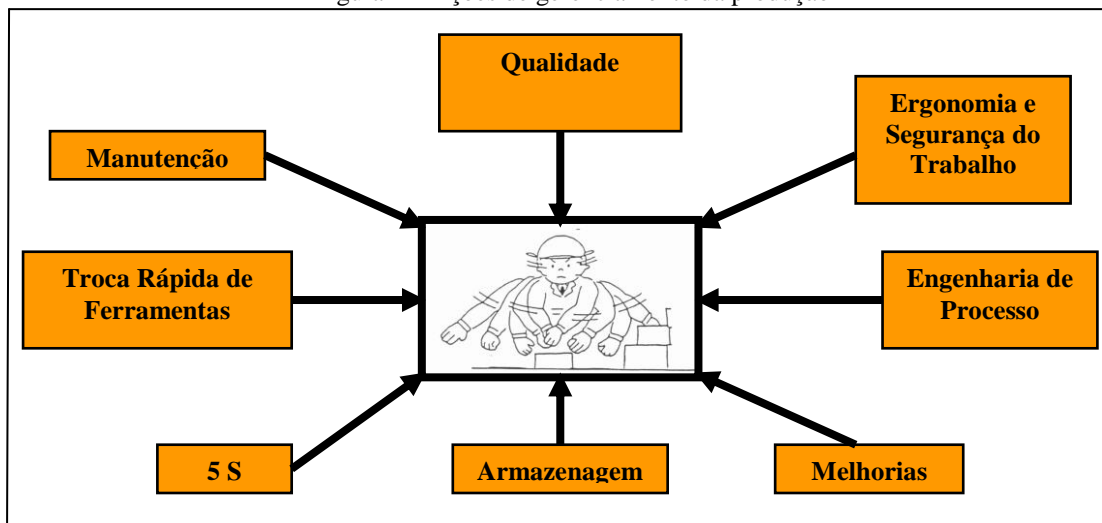 Qualidade
Ergonomia e
Segurança do
Trabalho
Manutenção
Troca Rápida de
Ferramentas
Engenharia de
Processo
5 S
Armazenagem
Melhorias